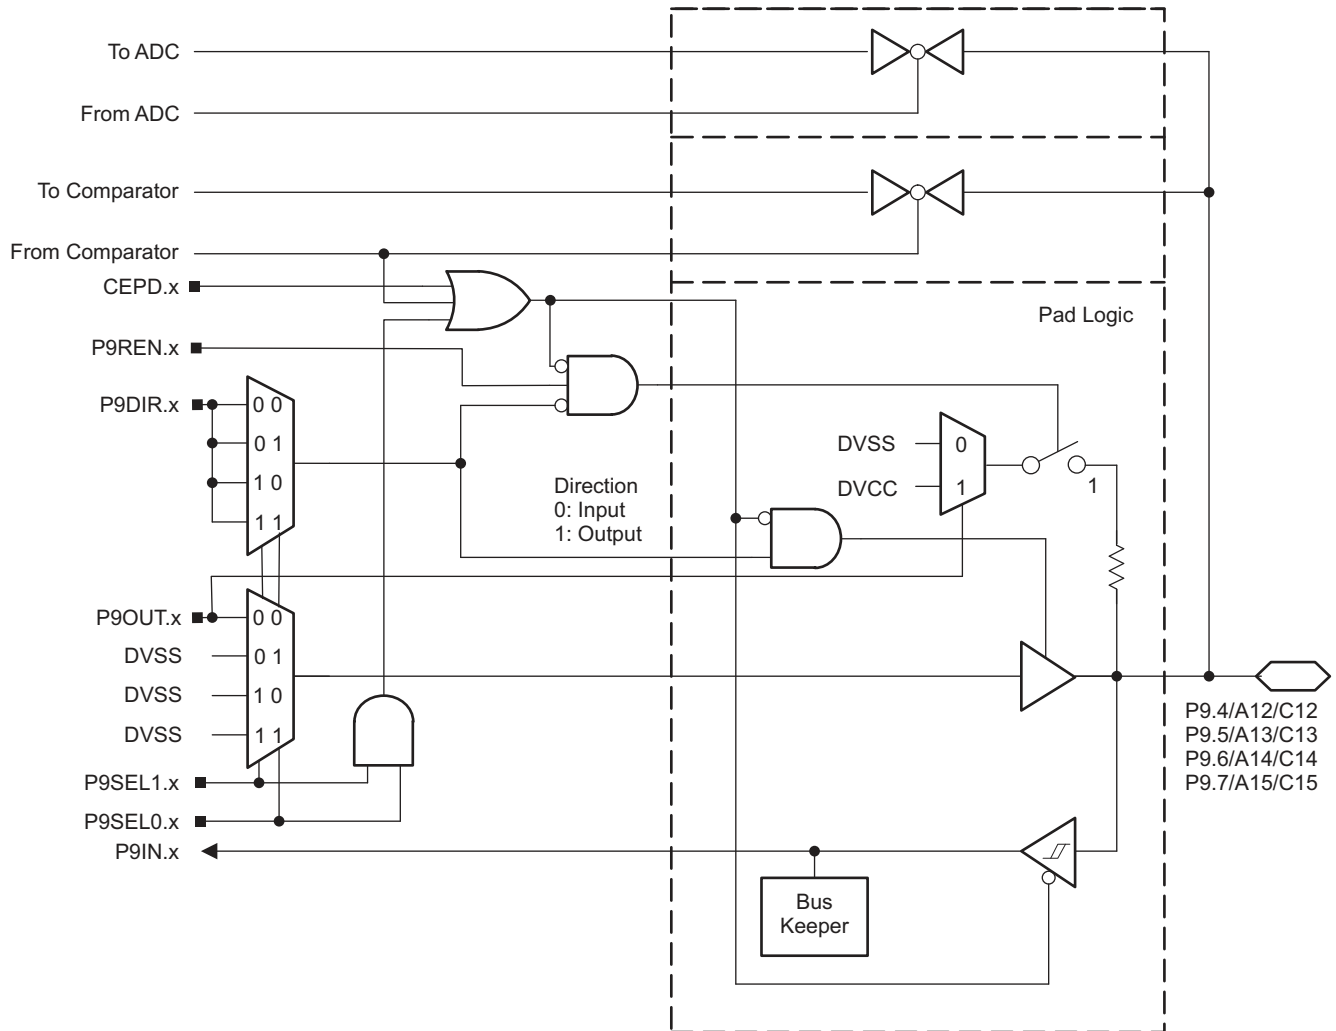 To ADC
From ADC
To Comparator
From Comparator
CEPD.x
Pad Logic
P9REN.x
P9DIR.x
0 0
0 1
1 0
1 1
Direction
0: Input
1: Output
DVSS
0
DVCC
1
1
P9OUT.x
0 0
DVSS
0 1
DVSS
1 0
DVSS
1 1
P9.4/A12/C12
P9.5/A13/C13
P9.6/A14/C14
P9.7/A15/C15
P9SEL1.x
P9SEL0.x
P9IN.x
Bus
Keeper